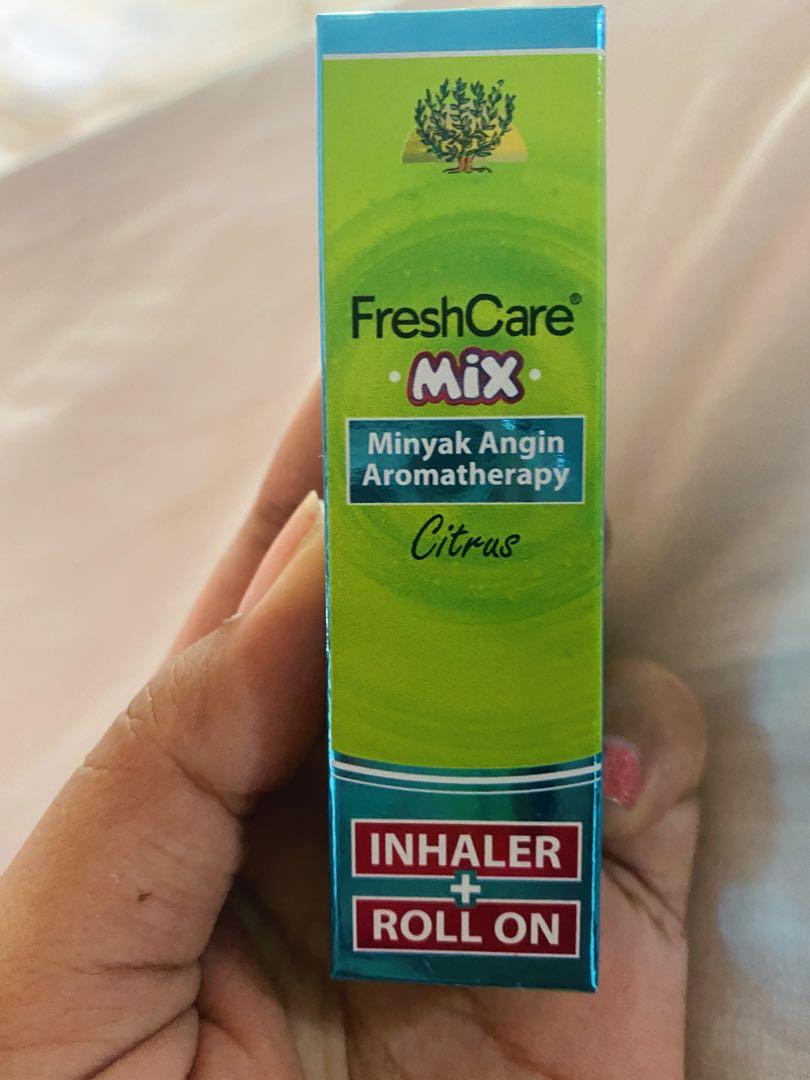 FreshCare®
MiX
Minyak Angin
Aromatherapy
Citrus
INHALER
+
ROLL ON